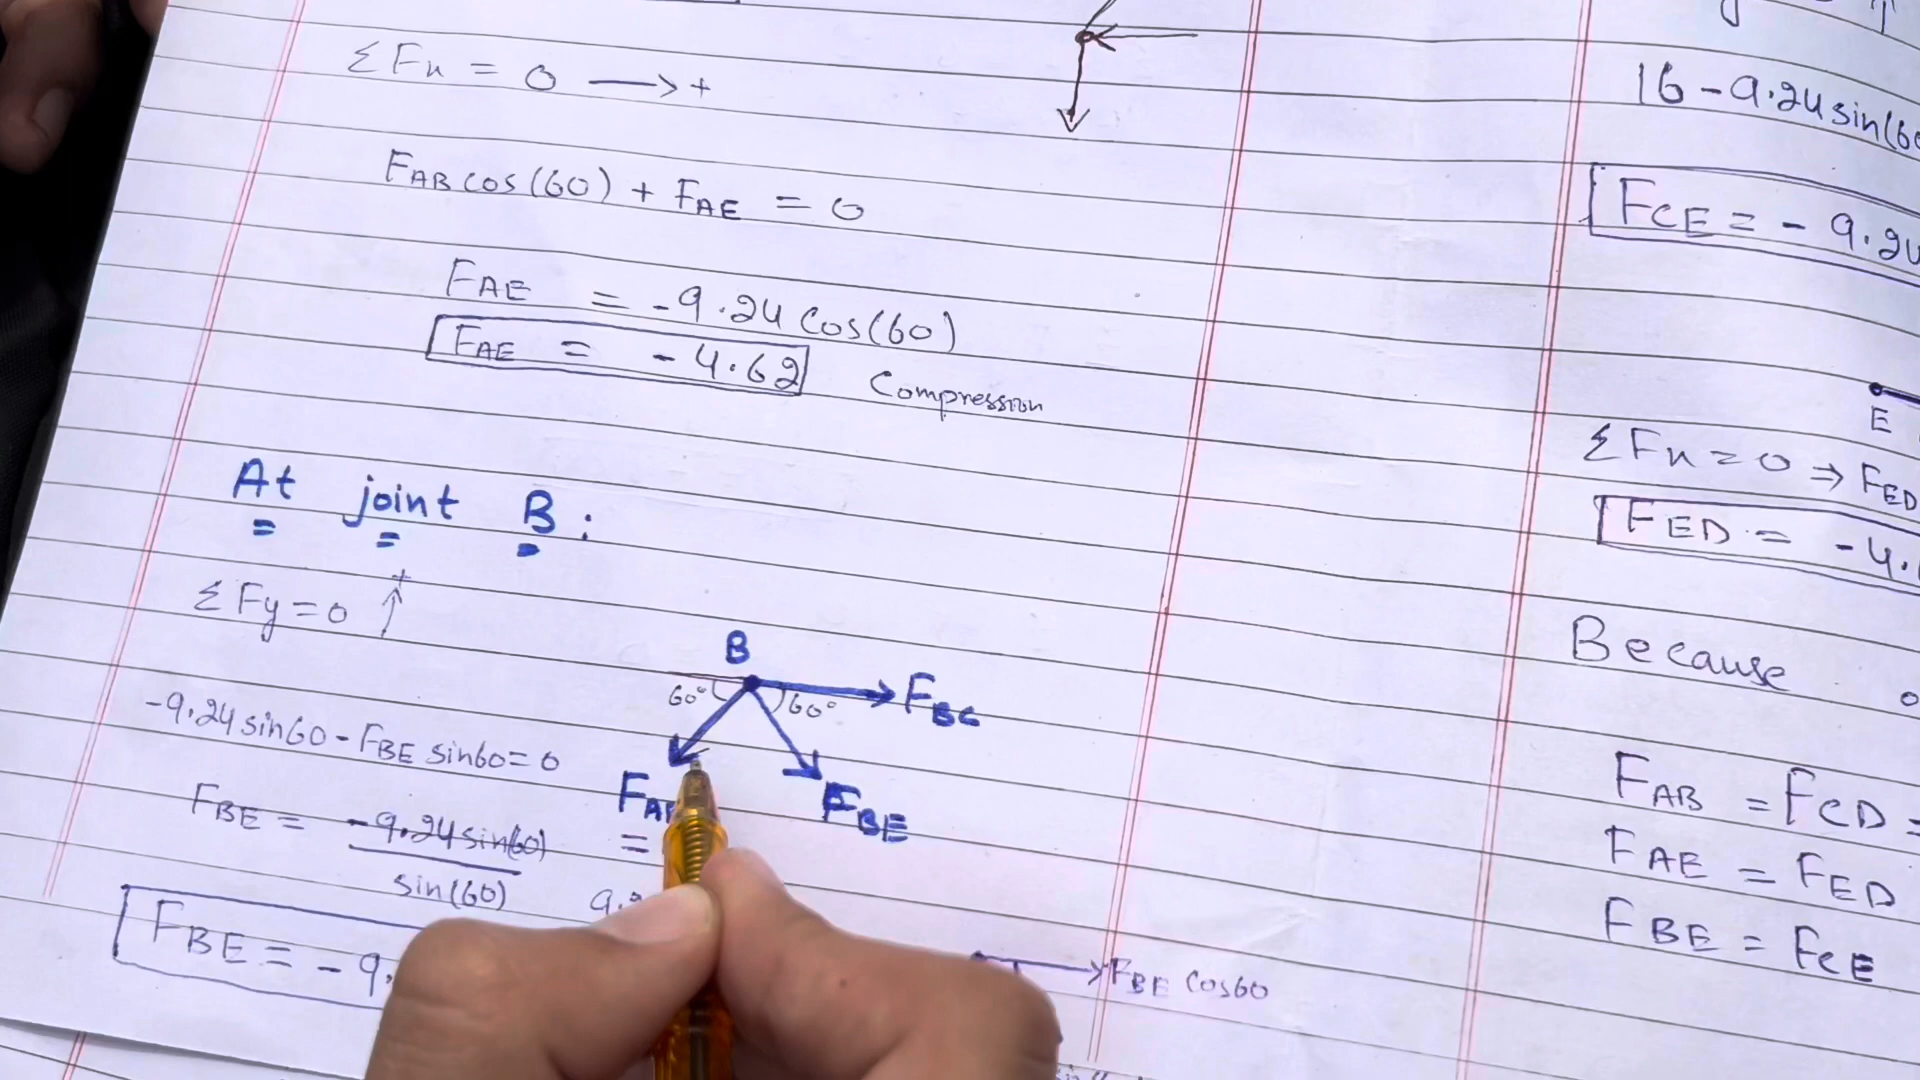 ΣFx = 0 → +
FAB cos(60) + FAE = 0
FAE = -9.24 cos(60)
FAE = -4.62 Compression
At joint B:
ΣFy = 0 ↑+
-9.24 sin60 - FBE sin60 = 0
FBE = -9.24 sin(60)
sin(60)
FBE = -9.
B
60°
60°
FBC
FBE
=
FBE cos60
16 - 9.24 sin(60
FCE = - 9.24
E
ΣFx = 0 ⇒ FED
FED = -4.
Because
FAB = FCD =
FAE = FED
FBE = FCE